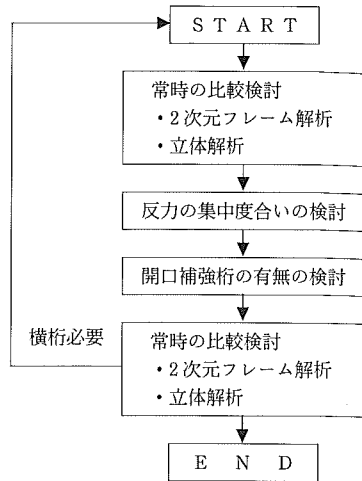 START
常時の比較検討
・2次元フレーム解析
・立体解析
反力の集中度合いの検討
開口補強桁の有無の検討
横桁必要
常時の比較検討
・2次元フレーム解析
・立体解析
END